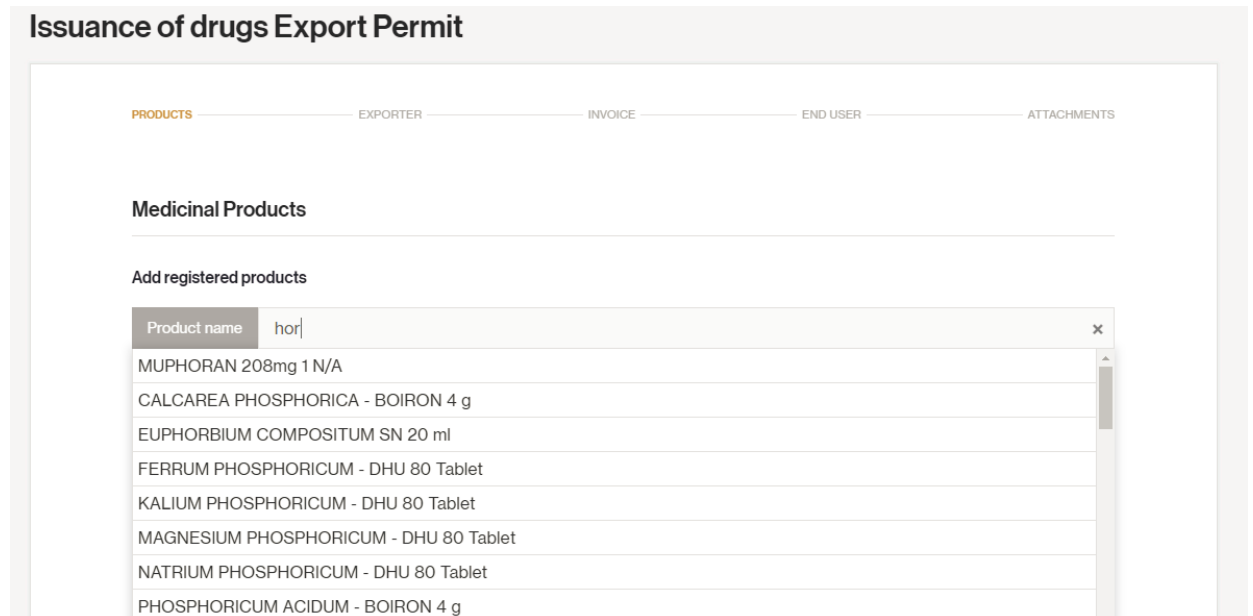 Issuance of drugs Export Permit
PRODUCTS EXPORTER INVOICE END USER ATTACHMENTS
Medicinal Products
Add registered products
Product name hor ×
MUPHORAN 208mg 1 N/A
CALCAREA PHOSPHORICA - BOIRON 4 g
EUPHORBIUM COMPOSITUM SN 20 ml
FERRUM PHOSPHORICUM - DHU 80 Tablet
KALIUM PHOSPHORICUM - DHU 80 Tablet
MAGNESIUM PHOSPHORICUM - DHU 80 Tablet
NATRIUM PHOSPHORICUM - DHU 80 Tablet
PHOSPHORICUM ACIDUM - BOIRON 4 g